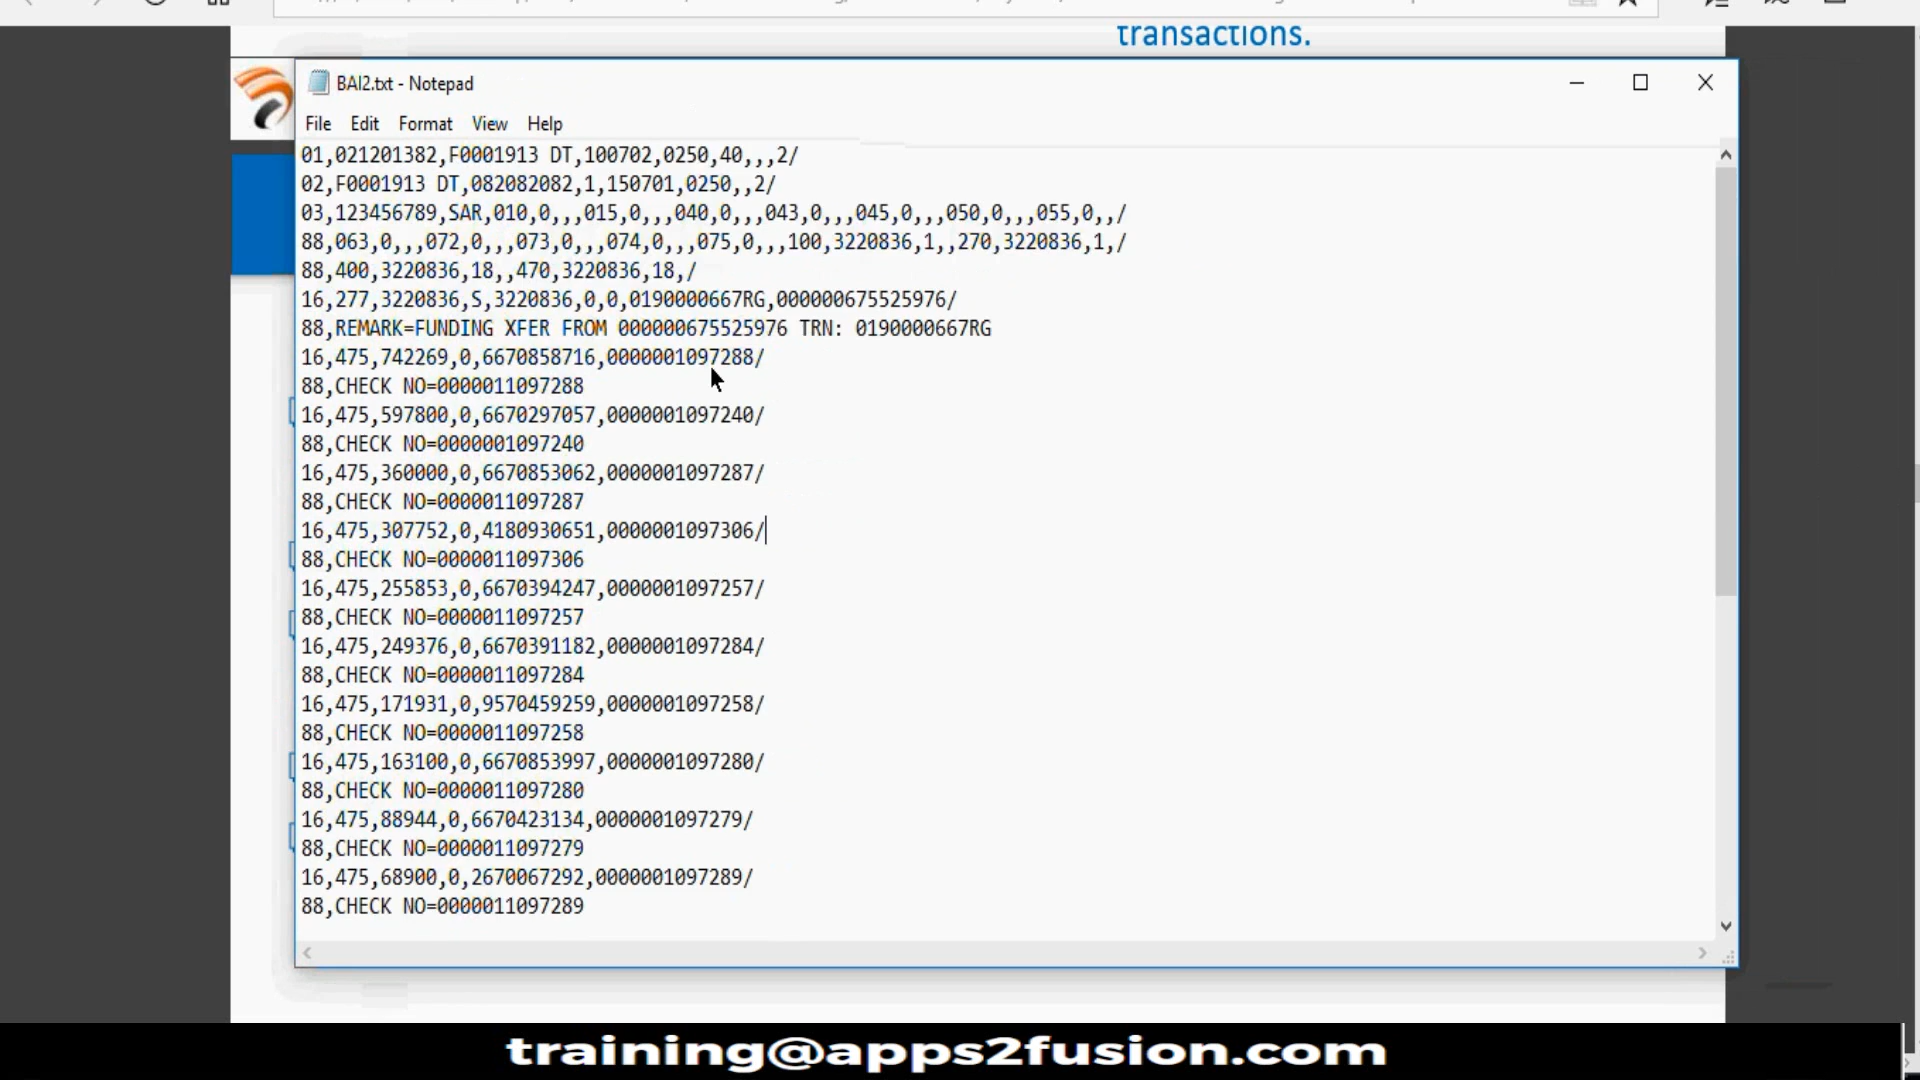 transactions.
BAI2.txt - Notepad
File Edit Format View Help
01,021201382,F0001913 DT,100702,0250,40,,,2/
02,F0001913 DT,082082082,1,150701,0250,,2/
03,123456789,SAR,010,0,,,015,0,,,040,0,,,043,0,,,045,0,,,050,0,,,055,0,,/
88,063,0,,,072,0,,,073,0,,,074,0,,,075,0,,,100,3220836,1,,270,3220836,1,/
88,400,3220836,18,,470,3220836,18,/
16,277,3220836,S,3220836,0,0,0190000667RG,000000675525976/
88,REMARK=FUNDING XFER FROM 000000675525976 TRN: 0190000667RG
16,475,742269,0,6670858716,0000001097288/
88,CHECK NO=0000011097288
16,475,597800,0,6670297057,0000001097240/
88,CHECK NO=0000001097240
16,475,360000,0,6670853062,0000001097287/
88,CHECK NO=0000011097287
16,475,307752,0,4180930651,0000001097306/
88,CHECK NO=0000011097306
16,475,255853,0,6670394247,0000001097257/
88,CHECK NO=0000011097257
16,475,249376,0,6670391182,0000001097284/
88,CHECK NO=0000011097284
16,475,171931,0,9570459259,0000001097258/
88,CHECK NO=0000011097258
16,475,163100,0,6670853997,0000001097280/
88,CHECK NO=0000011097280
16,475,88944,0,6670423134,0000001097279/
88,CHECK NO=0000011097279
16,475,68900,0,2670067292,0000001097289/
88,CHECK NO=0000011097289
training@apps2fusion.com